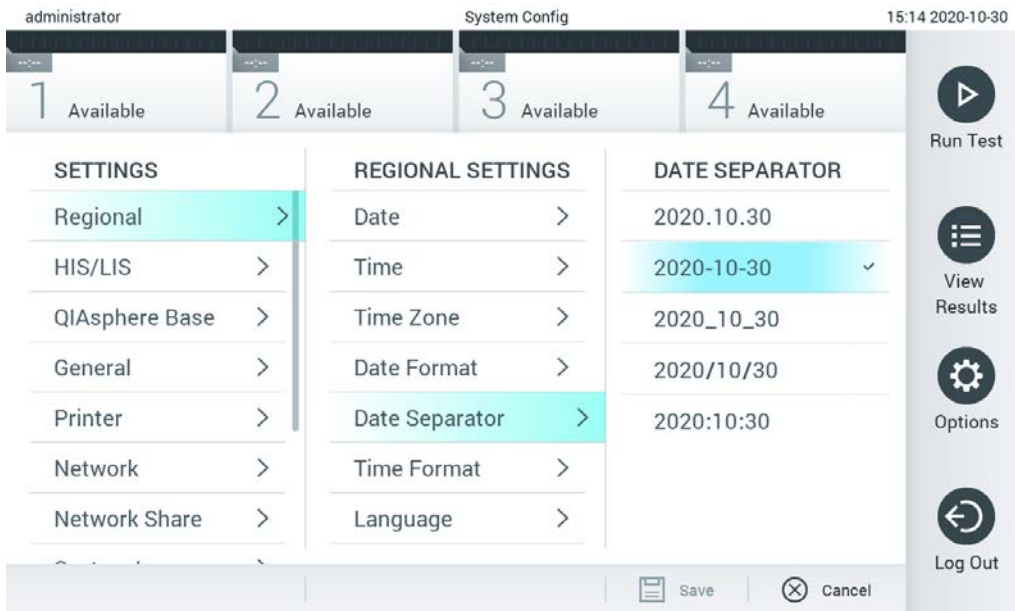 administrator System Config 15:14 2020-10-30
--:-- --:-- --:-- --:--
1 Available 2 Available 3 Available 4 Available
Run Test
SETTINGS REGIONAL SETTINGS DATE SEPARATOR
Regional Date 2020.10.30
HIS/LIS Time 2020-10-30
View
Results
QIAsphere Base Time Zone 2020_10_30
General Date Format 2020/10/30
Printer Date Separator 2020:10:30
Options
Network Time Format
Network Share Language
Log Out
Save Cancel